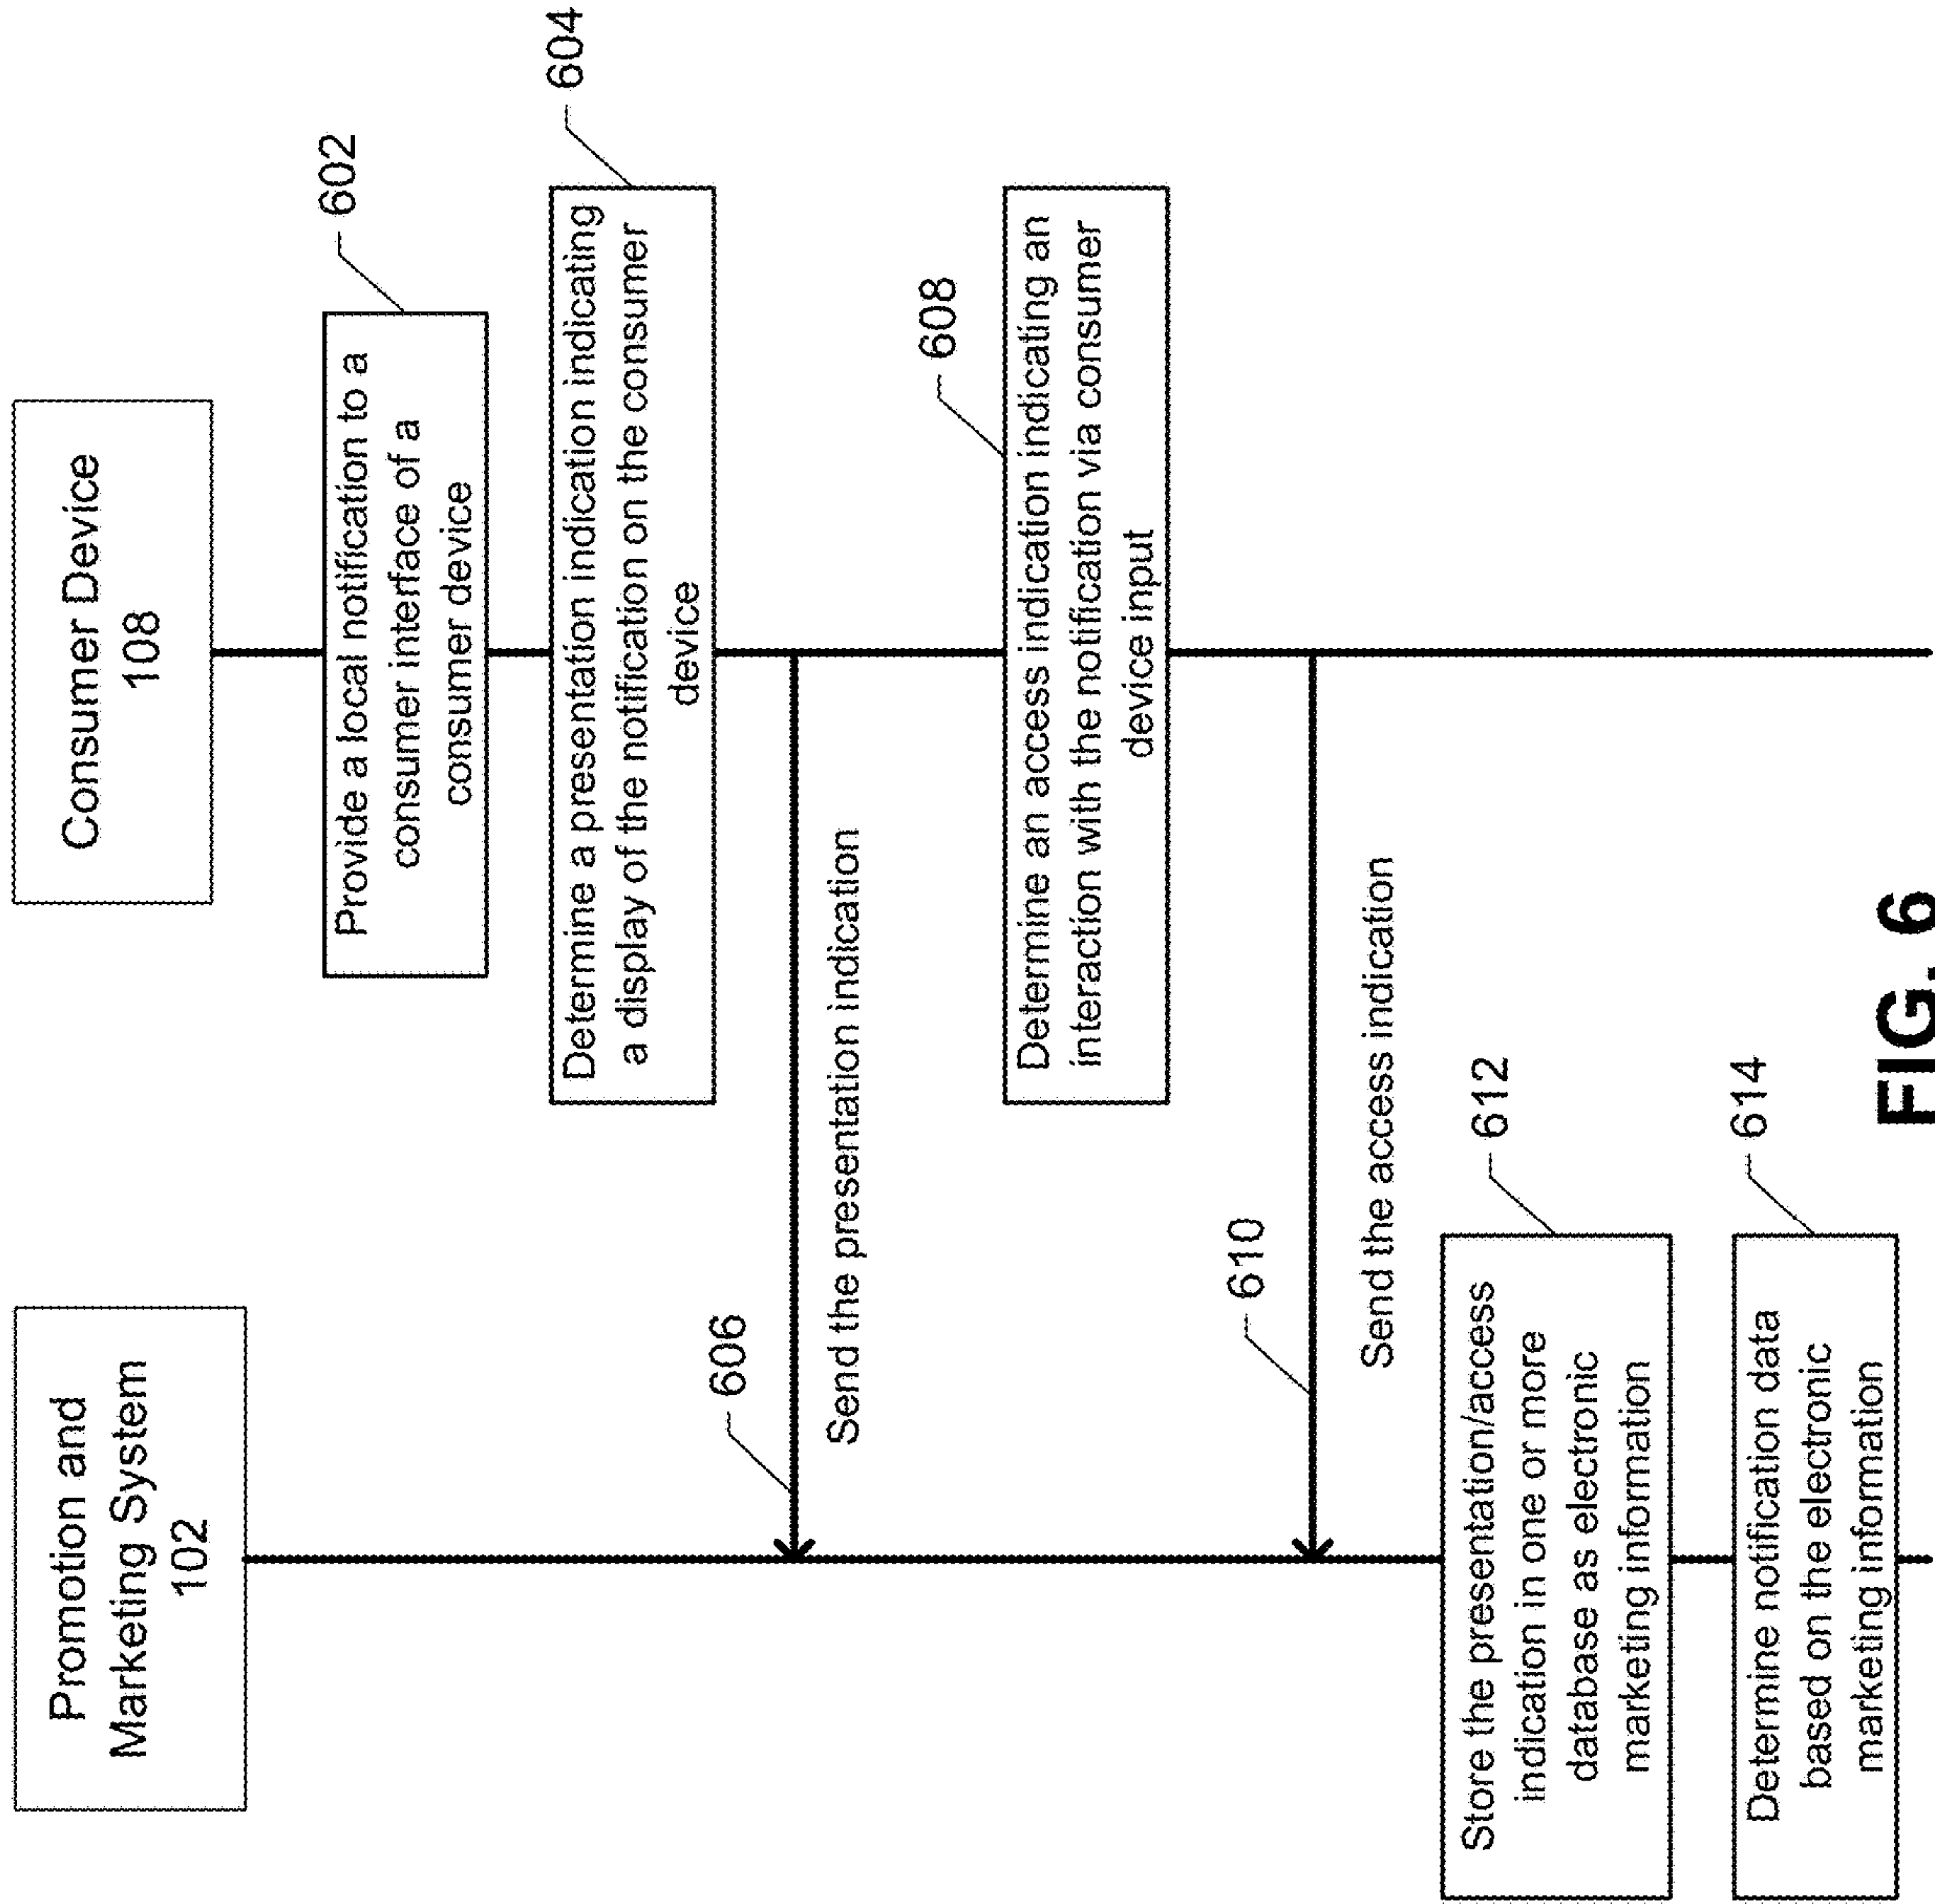 Promotion and
Marketing System
102
Consumer Device
108
602
Provide a local notification to a
consumer interface of a
consumer device
604
Determine a presentation indication indicating
a display of the notification on the consumer
device
606
Send the presentation indication
608
Determine an access indication indicating an
interaction with the notification via consumer
device input
610
Send the access indication
612
Store the presentation/access
indication in one or more
database as electronic
marketing information
614
Determine notification data
based on the electronic
marketing information
FIG. 6